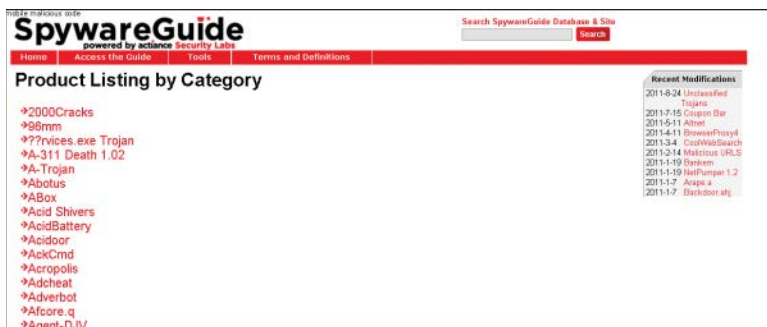 mobile malicious code
SpywareGuide
powered by actiance Security Labs
Search SpywareGuide Database & Site
Search
Home Access the Guide Tools Terms and Definitions
Product Listing by Category
2000Cracks
96mm
??rvices.exe Trojan
A-311 Death 1.02
A-Trojan
Abotus
ABox
Acid Shivers
AcidBattery
Acidoor
AckCmd
Acropolis
Adcheat
Adverbot
Afcore.q
Agent-DJV
Recent Modifications
2011-8-24 Unclassified
Trojans
2011-7-15 Coupon Bar
2011-5-11 Altnet
2011-4-11 BrowserProxy4
2011-3-4 CoolWebSearch
2011-2-14 Malicious URLS
2011-1-19 Bankem
2011-1-19 NetPumper 1.2
2011-1-7 Arape.a
2011-1-7 Backdoor.ahj